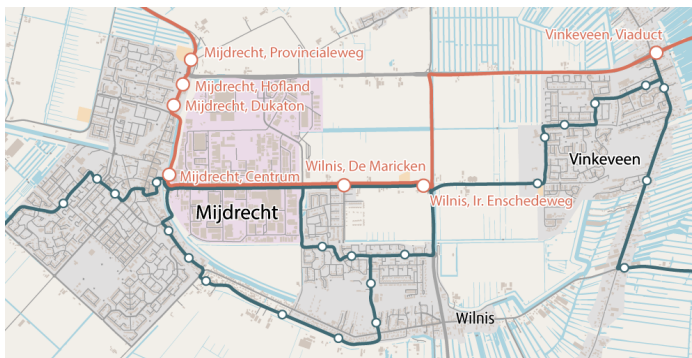 Vinkeveen, Viaduct
Mijdrecht, Provincialeweg
Mijdrecht, Hofland
Mijdrecht, Dukaton
Wilnis, De Maricken
Mijdrecht, Centrum
Vinkeveen
Wilnis, Ir. Enschedeweg
Mijdrecht
Wilnis